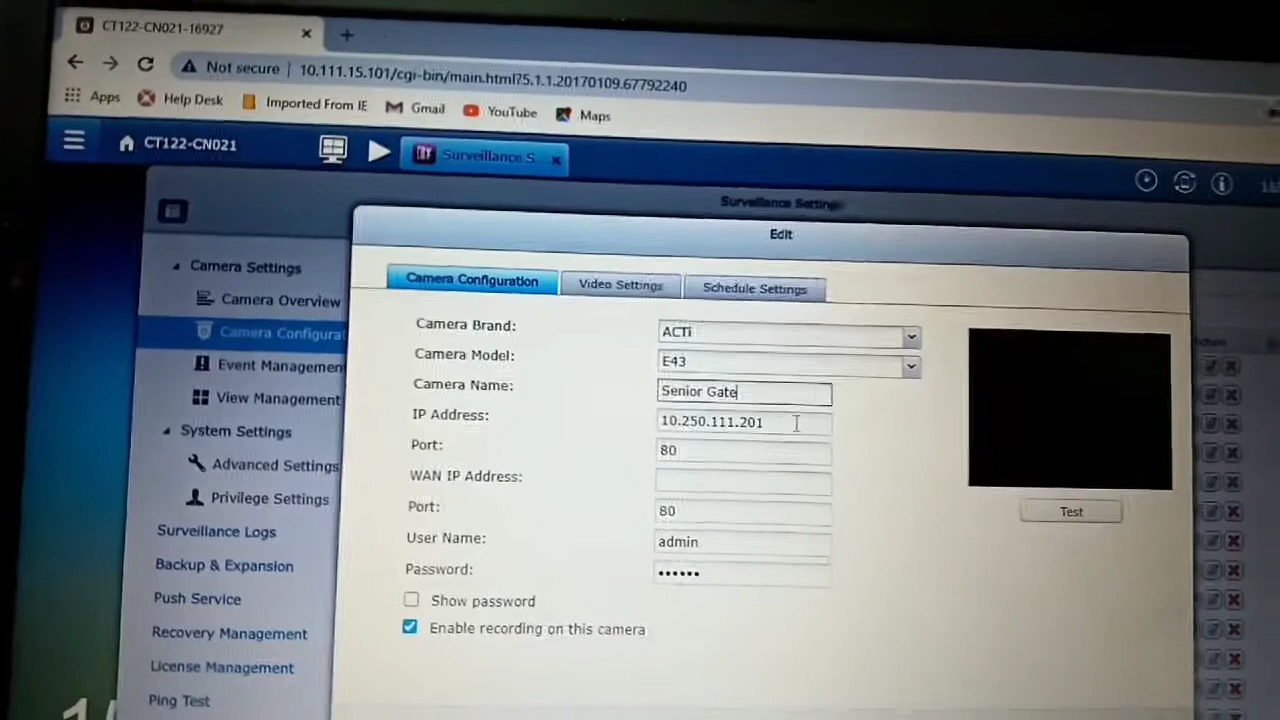 CT122-CN021-16927
Not secure | 10.111.15.101/cgi-bin/main.html?5.1.1.20170109.67792240
Apps Help Desk Imported From IE Gmail YouTube Maps
CT122-CN021 Surveillance S
Surveillance Setting
Edit
Camera Settings
Camera Overview
Camera Configurat
Event Managemen
View Management
System Settings
Advanced Settings
Privilege Settings
Surveillance Logs
Backup & Expansion
Push Service
Recovery Management
License Management
Ping Test
Camera Configuration Video Settings Schedule Settings
Camera Brand: ACTi
Camera Model: E43
Camera Name: Senior Gate
IP Address: 10.250.111.201
Port: 80
WAN IP Address:
Port: 80
User Name: admin
Password: ••••••
Show password
Enable recording on this camera
Test